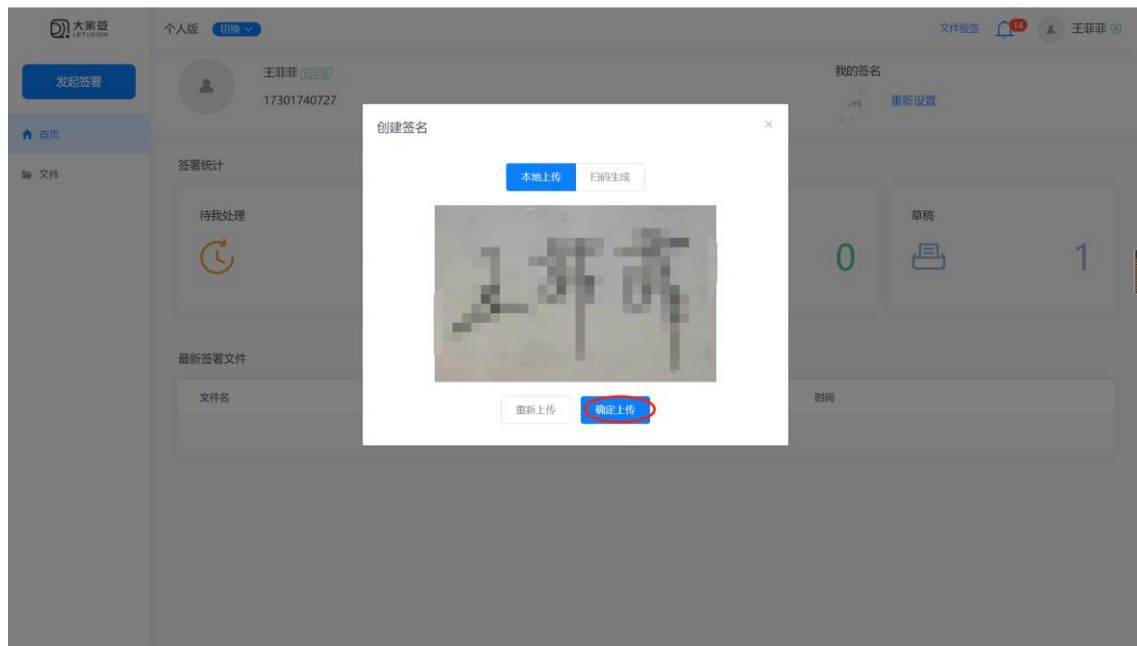 大家签 个人版 切换 文件验签 14 王菲菲
LETUSIGN
发起签署 王菲菲 已认证 我的签名
17301740727 重新设置
首页 创建签名 ×
文件 签署统计 本地上传 扫码生成
待我处理 草稿
0 1
最新签署文件
文件名 重新上传 确定上传 时间